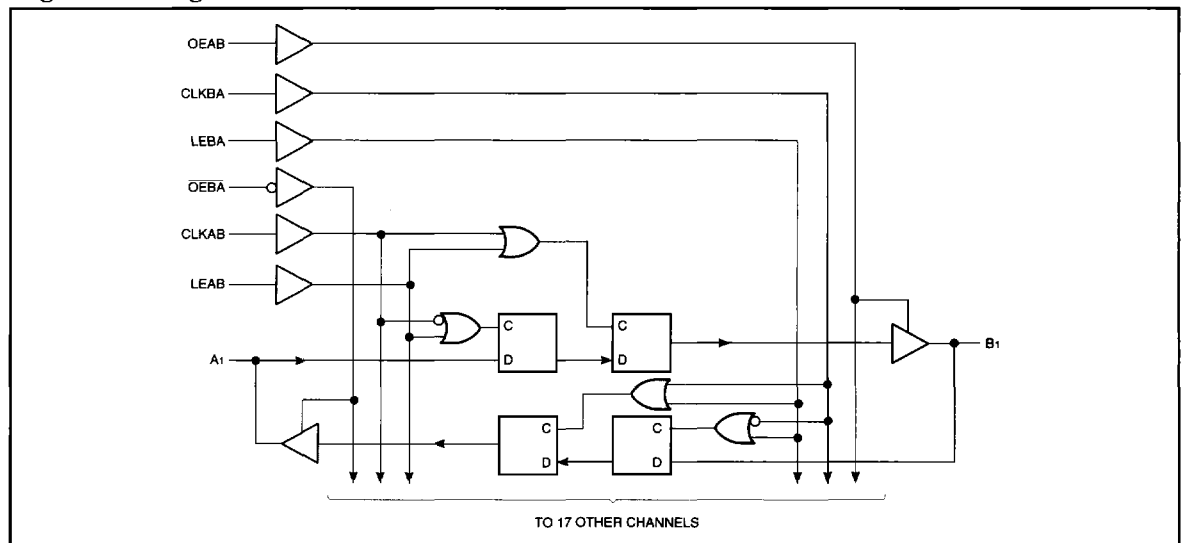 OEAB
CLKBA
LEBA
OEBA
CLKAB
LEAB
C
D
C
D
A1
B1
C
D
C
D
TO 17 OTHER CHANNELS